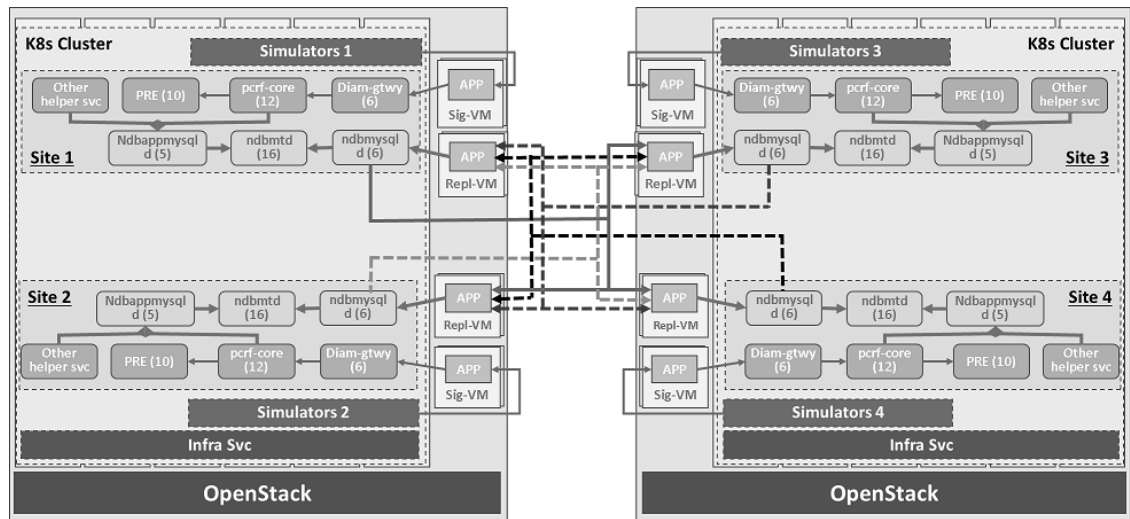 K8s Cluster
Simulators 1
Other
helper svc
PRE (10)
pcrf-core
(12)
Diam-gtwy
(6)
APP
Sig-VM
Ndbappmysql
d (5)
ndbmtd
(16)
ndbmysql
d (6)
APP
Repl-VM
Site 1
Site 2
Ndbappmysql
d (5)
ndbmtd
(16)
ndbmysql
d (6)
APP
Repl-VM
Other
helper svc
PRE (10)
pcrf-core
(12)
Diam-gtwy
(6)
APP
Sig-VM
Simulators 2
Infra Svc
OpenStack
Simulators 3
K8s Cluster
APP
Sig-VM
Diam-gtwy
(6)
pcrf-core
(12)
PRE (10)
Other
helper svc
APP
Repl-VM
ndbmysql
d (6)
ndbmtd
(16)
Ndbappmysql
d (5)
Site 3
Site 4
APP
Repl-VM
ndbmysql
d (6)
ndbmtd
(16)
Ndbappmysql
d (5)
APP
Sig-VM
Diam-gtwy
(6)
pcrf-core
(12)
PRE (10)
Other
helper svc
Simulators 4
Infra Svc
OpenStack